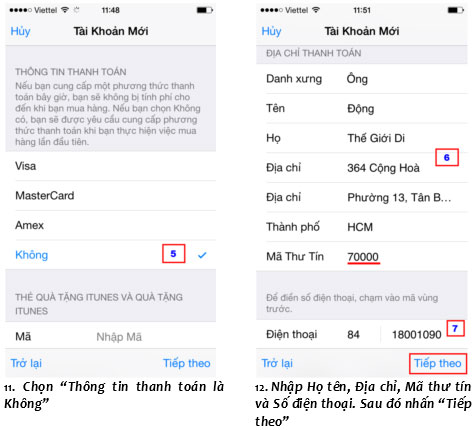 Viettel 11:48
Hủy Tài Khoản Mới
THÔNG TIN THANH TOÁN
Nếu bạn cung cấp một phương thức thanh
toán bây giờ, bạn sẽ không bị tính phí cho
đến khi bạn mua hàng. Nếu bạn chọn Không
có, bạn sẽ được yêu cầu cung cấp phương
thức thanh toán khi bạn thực hiện việc mua
hàng lần đầu tiên.
Visa
MasterCard
Amex
Không 5 ✓
THẺ QUÀ TẶNG ITUNES VÀ QUÀ TẶNG
ITUNES
Mã Nhập Mã
Trở lại Tiếp theo
11. Chọn “Thông tin thanh toán là
Không”
Viettel 11:51
Hủy Tài Khoản Mới
ĐỊA CHỈ THANH TOÁN
Danh xưng Ông
Tên Động
Họ Thế Giới Di
6
Địa chỉ 364 Cộng Hoà
Địa chỉ Phường 13, Tân B...
Thành phố HCM
Mã Thư Tín 70000
Để điền số điện thoại, chạm vào mã vùng
trước.
7
Điện thoại 84 18001090
Trở lại Tiếp theo
12. Nhập Họ tên, Địa chỉ, Mã thư tín
và Số điện thoại. Sau đó nhấn “Tiếp
theo”